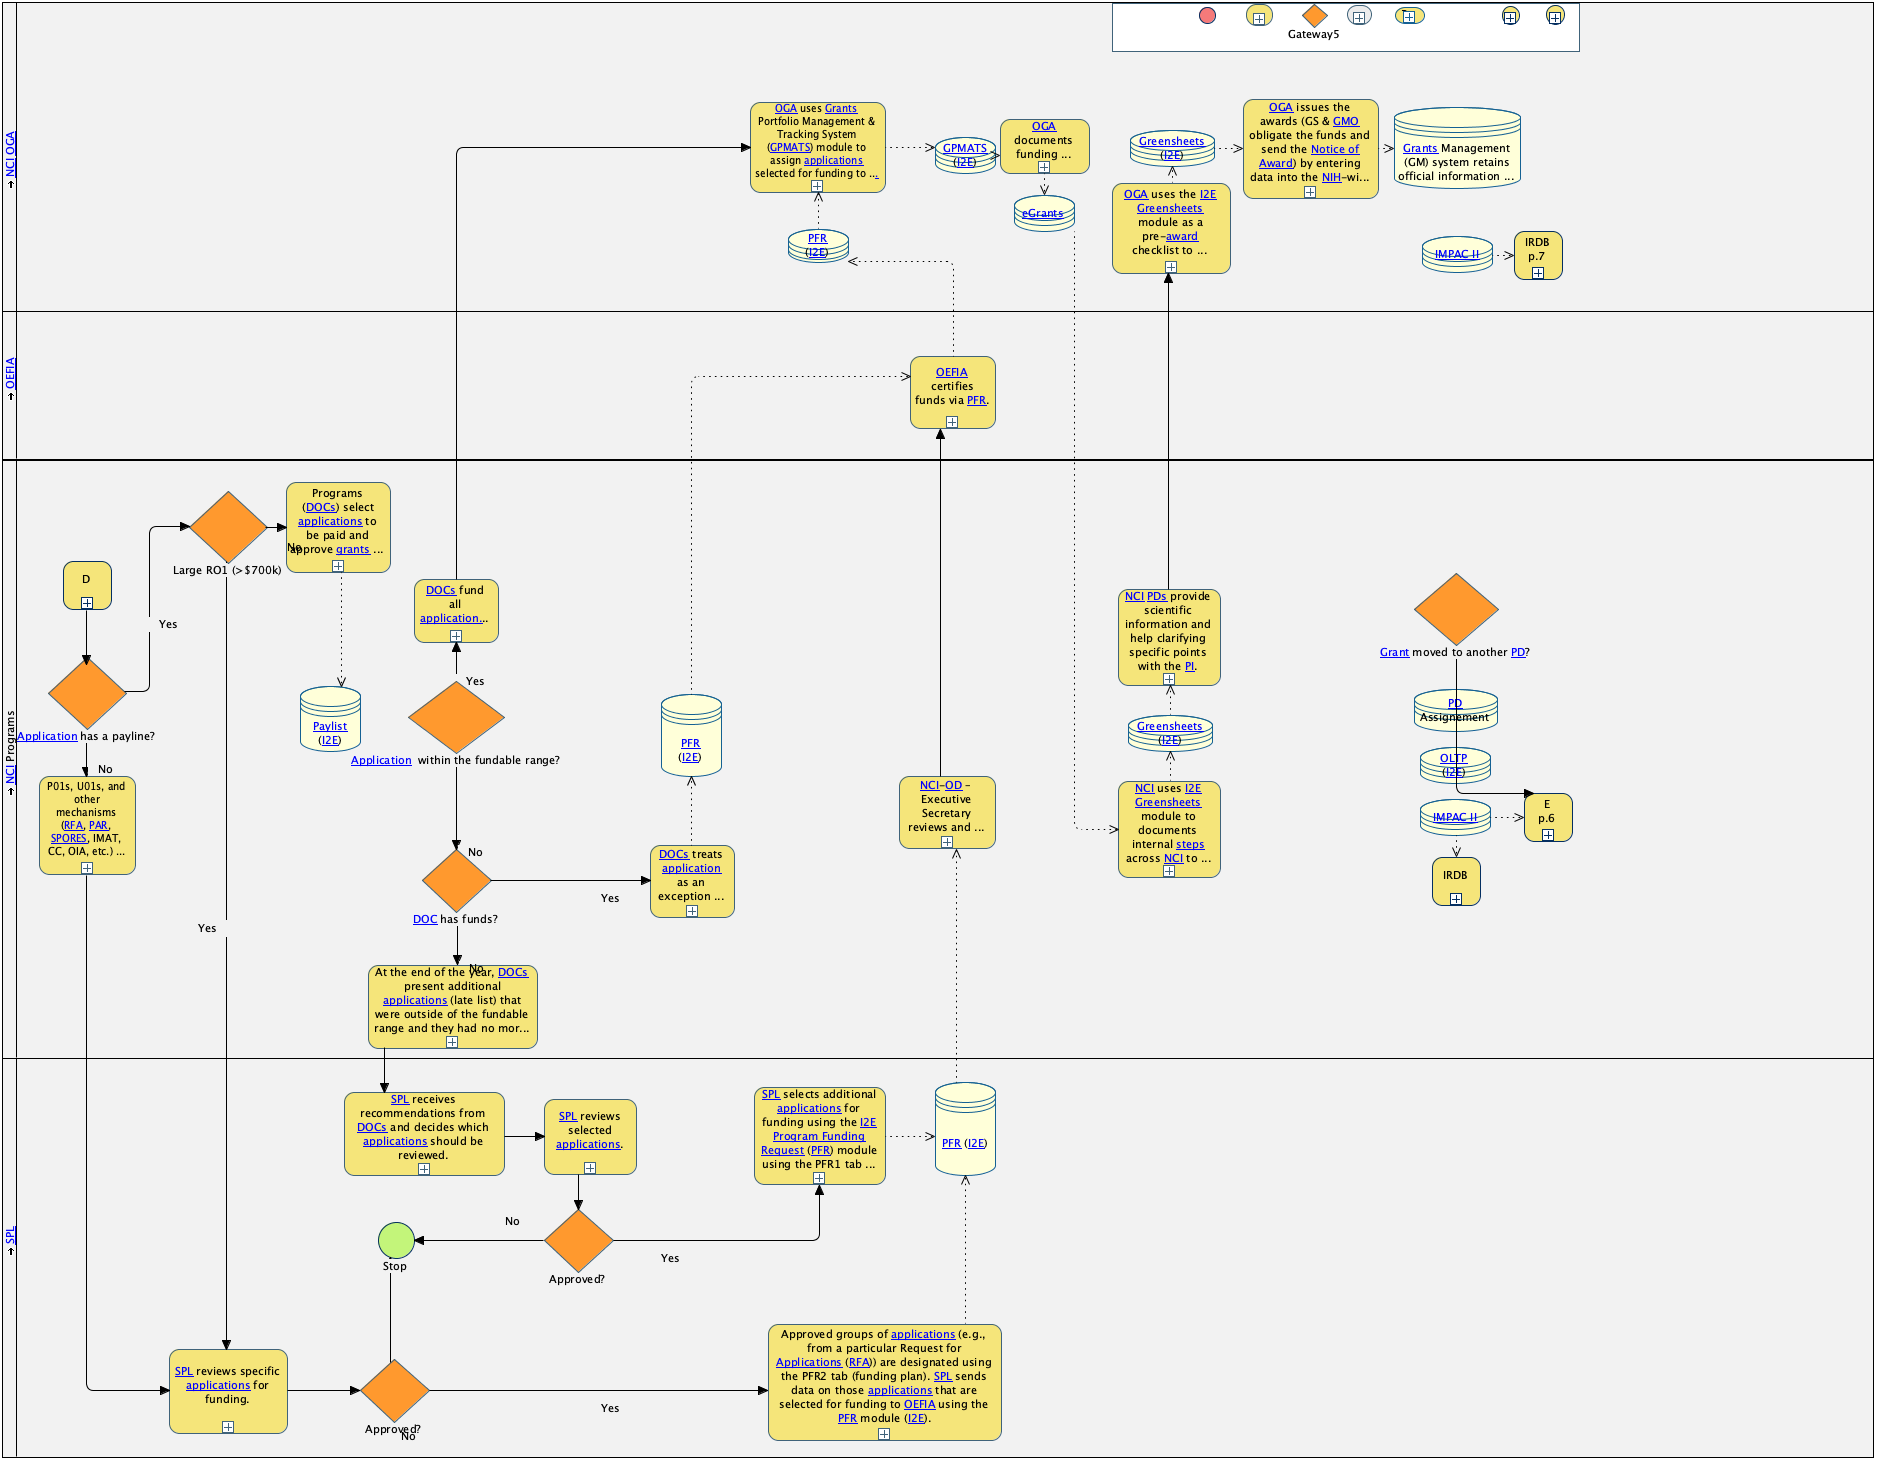 Gateway5
NCI OGA
OGA uses Grants
Portfolio Management &
Tracking System
(GPMATS) module to
assign applications
selected for funding to ...
GPMATS
(I2E)
OGA
documents
funding ...
eGrants
PFR
(I2E)
Greensheets
(I2E)
OGA uses the I2E
Greensheets
module as a
pre-award
checklist to ...
OGA issues the
awards (GS & GMO
obligate the funds and
send the Notice of
Award) by entering
data into the NIH-wi...
Grants Management
(GM) system retains
official information ...
IMPAC II
IRDB
p.7
OEFIA
OEFIA
certifies
funds via PFR.
NCI Programs
D
Application has a payline?
Yes
No
Large RO1 (>$700k)
No
Yes
Programs
(DOCs) select
applications to
be paid and
approve grants ...
Paylist
(I2E)
P01s, U01s, and
other
mechanisms
(RFA, PAR,
SPORES, IMAT,
CC, OIA, etc.) ...
DOCs fund
all
application...
Yes
Application within the fundable range?
No
DOC has funds?
Yes
No
DOCs treats
application
as an
exception ...
PFR
(I2E)
At the end of the year, DOCs
present additional
applications (late list) that
were outside of the fundable
range and they had no mor...
NCI-OD -
Executive
Secretary
reviews and ...
NCI PDs provide
scientific
information and
help clarifying
specific points
with the PI.
Greensheets
(I2E)
NCI uses I2E
Greensheets
module to
documents
internal steps
across NCI to ...
Grant moved to another PD?
PD
Assignement
OLTP
(I2E)
IMPAC II
E
p.6
IRDB
SPL
SPL receives
recommendations from
DOCs and decides which
applications should be
reviewed.
SPL reviews
selected
applications.
Approved?
No
Yes
Stop
SPL selects additional
applications for
funding using the I2E
Program Funding
Request (PFR) module
using the PFR1 tab ...
PFR (I2E)
SPL reviews specific
applications for
funding.
Approved?
No
Yes
Approved groups of applications (e.g.,
from a particular Request for
Applications (RFA)) are designated using
the PFR2 tab (funding plan). SPL sends
data on those applications that are
selected for funding to OEFIA using the
PFR module (I2E).